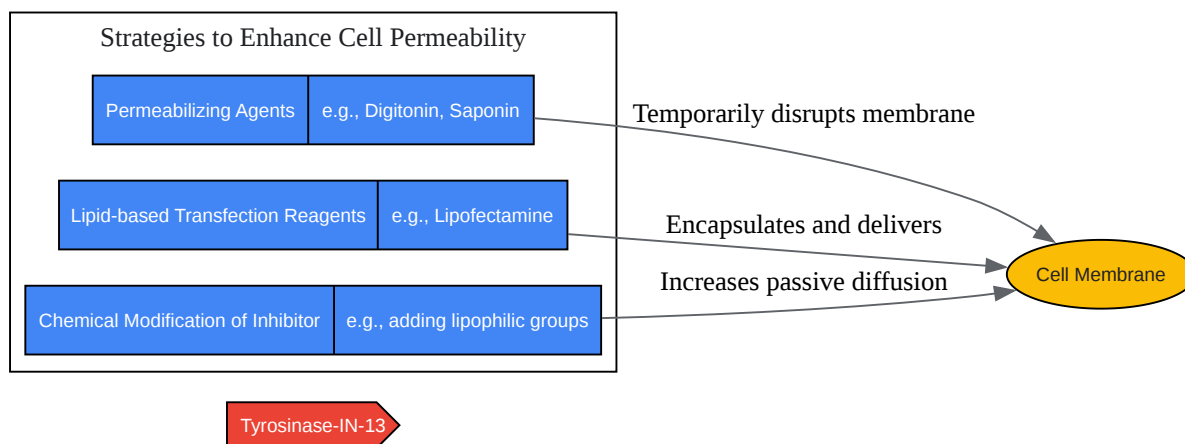 Strategies to Enhance Cell Permeability
Permeabilizing Agents
e.g., Digitonin, Saponin
Temporarily disrupts membrane
Lipid-based Transfection Reagents
e.g., Lipofectamine
Encapsulates and delivers
Chemical Modification of Inhibitor
e.g., adding lipophilic groups
Increases passive diffusion
Cell Membrane
Tyrosinase-IN-13